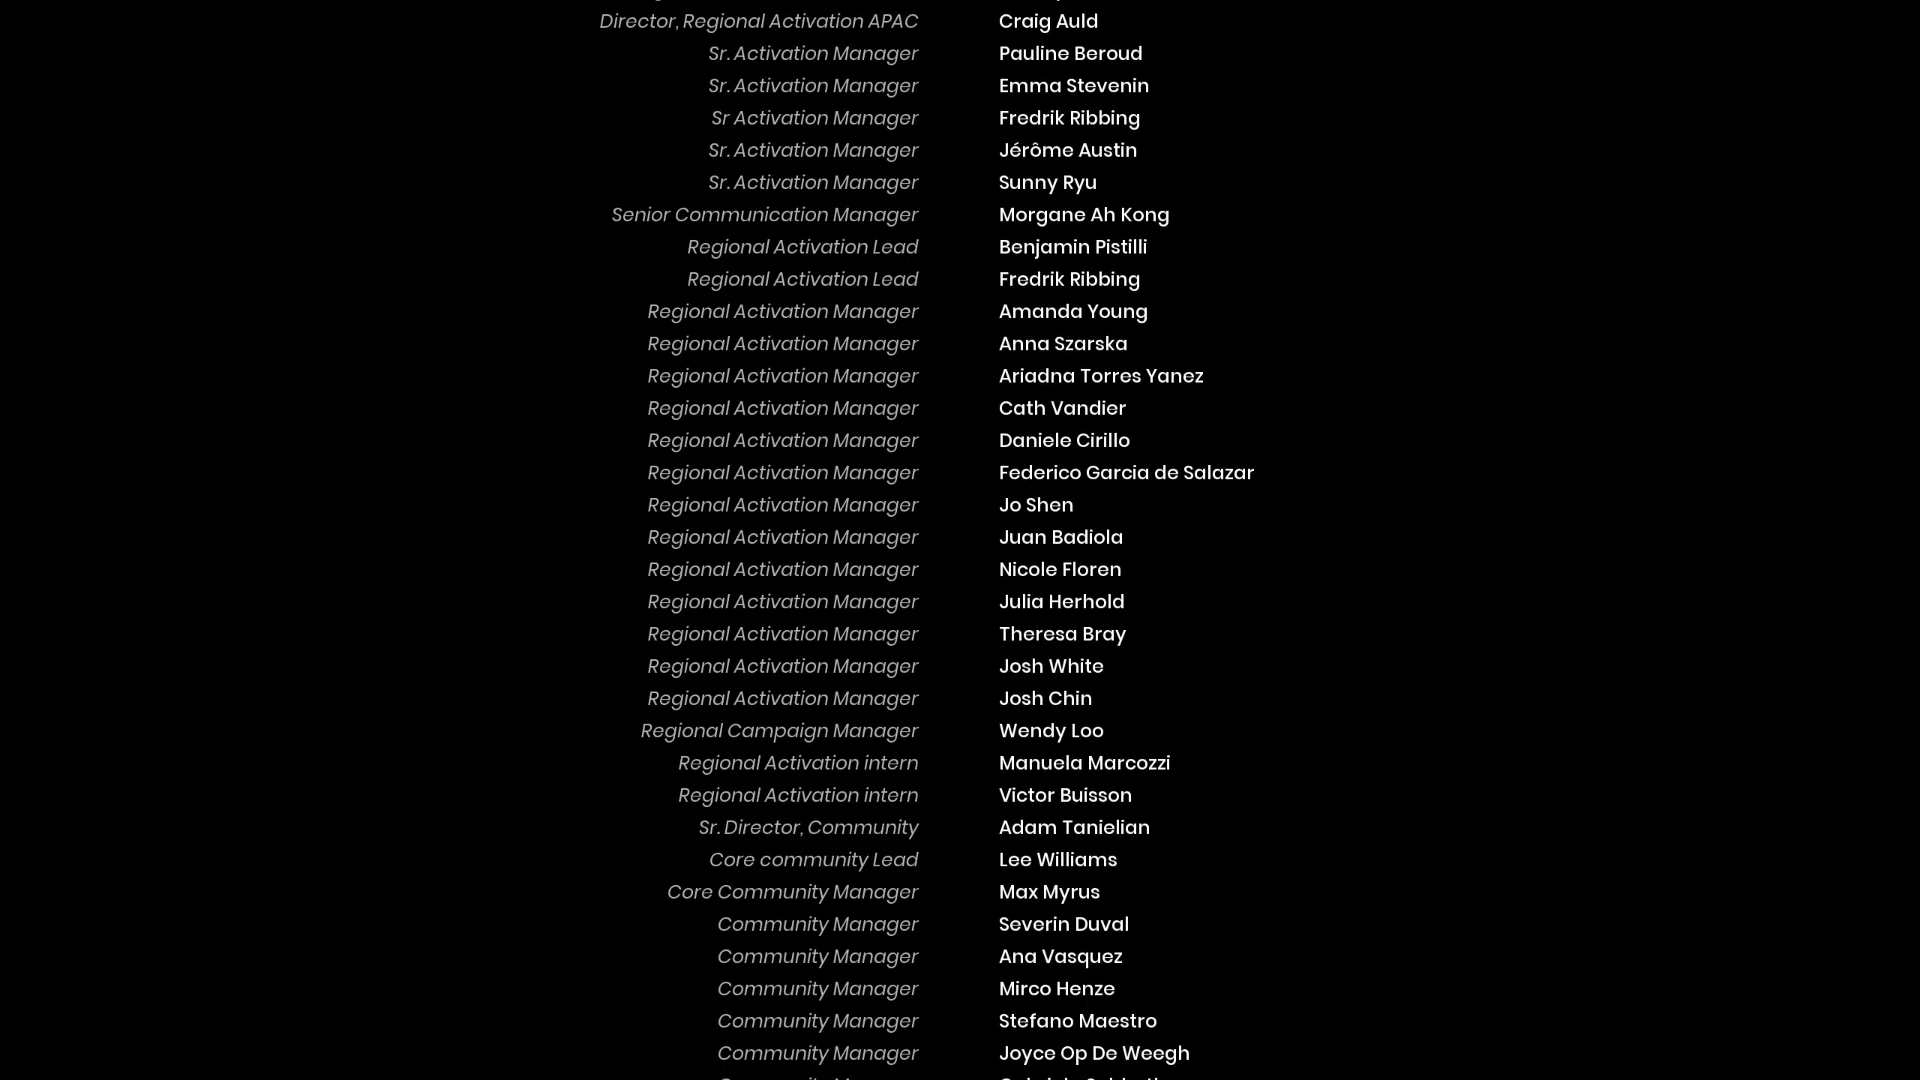 Director, Regional Activation APAC Craig Auld
Sr. Activation Manager Pauline Beroud
Sr. Activation Manager Emma Stevenin
Sr Activation Manager Fredrik Ribbing
Sr. Activation Manager Jérôme Austin
Sr. Activation Manager Sunny Ryu
Senior Communication Manager Morgane Ah Kong
Regional Activation Lead Benjamin Pistilli
Regional Activation Lead Fredrik Ribbing
Regional Activation Manager Amanda Young
Regional Activation Manager Anna Szarska
Regional Activation Manager Ariadna Torres Yanez
Regional Activation Manager Cath Vandier
Regional Activation Manager Daniele Cirillo
Regional Activation Manager Federico Garcia de Salazar
Regional Activation Manager Jo Shen
Regional Activation Manager Juan Badiola
Regional Activation Manager Nicole Floren
Regional Activation Manager Julia Herhold
Regional Activation Manager Theresa Bray
Regional Activation Manager Josh White
Regional Activation Manager Josh Chin
Regional Campaign Manager Wendy Loo
Regional Activation intern Manuela Marcozzi
Regional Activation intern Victor Buisson
Sr. Director, Community Adam Tanielian
Core community Lead Lee Williams
Core Community Manager Max Myrus
Community Manager Severin Duval
Community Manager Ana Vasquez
Community Manager Mirco Henze
Community Manager Stefano Maestro
Community Manager Joyce Op De Weegh